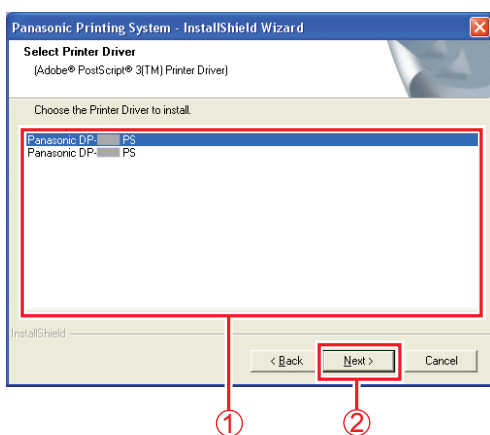 Panasonic Printing System - InstallShield Wizard
Select Printer Driver
(Adobe® PostScript® 3(TM) Printer Driver)
Choose the Printer Driver to install.
Panasonic DP- PS
Panasonic DP- PS
InstallShield
< Back Next > Cancel
① ②